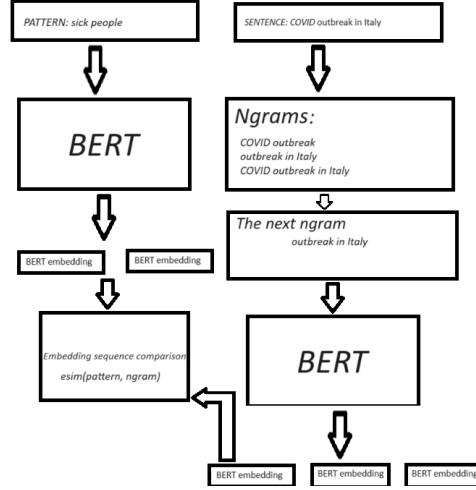 PATTERN: sick people
SENTENCE: COVID outbreak in Italy
BERT
Ngrams:
COVID outbreak
outbreak in Italy
COVID outbreak in Italy
The next ngram
outbreak in Italy
BERT embedding
BERT embedding
Embedding sequence comparison
esim(pattern, ngram)
BERT
BERT embedding
BERT embedding
BERT embedding